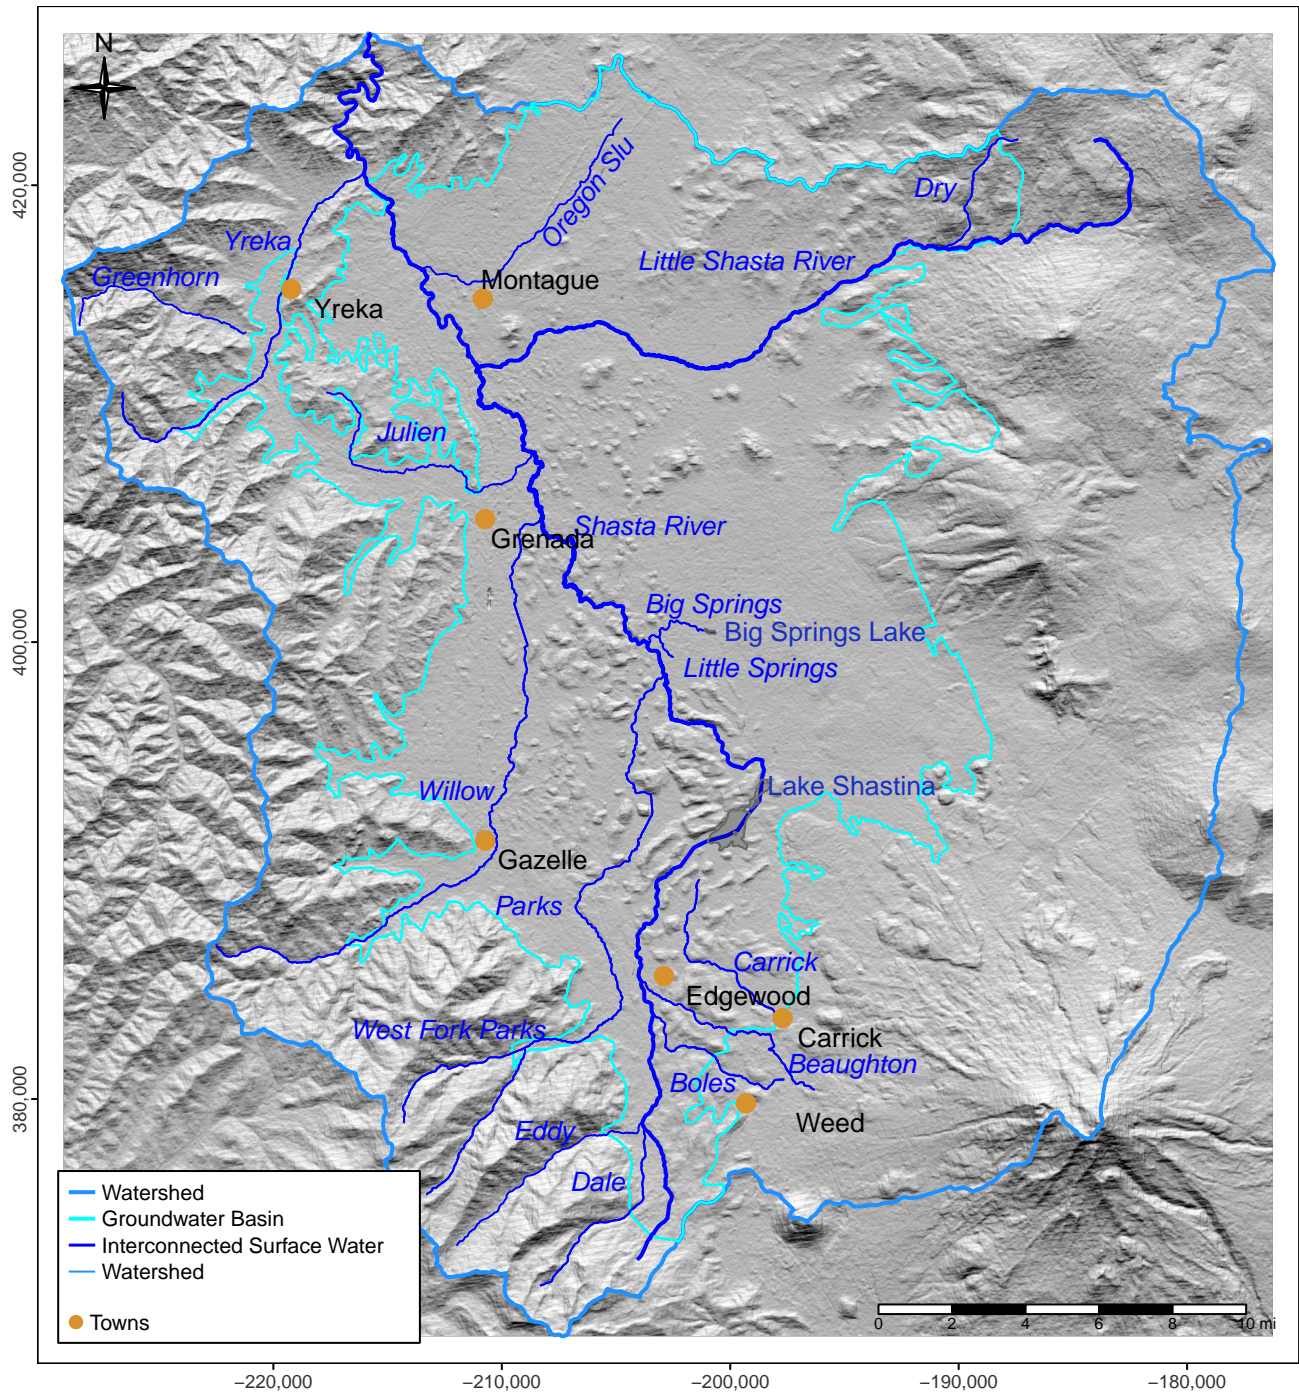 N
420,000
400,000
380,000
Oregon Slu
Dry
Yreka
Little Shasta River
Greenhorn
Montague
Yreka
Julien
Shasta River
Grenada
Big Springs
Big Springs Lake
Little Springs
Willow
Lake Shastina
Gazelle
Parks
Carrick
Edgewood
West Fork Parks
Carrick
Beaughton
Boles
Weed
Eddy
Dale
Watershed
Groundwater Basin
Interconnected Surface Water
Watershed
Towns
0 2 4 6 8 10 mi
−220,000 −210,000 −200,000 −190,000 −180,000